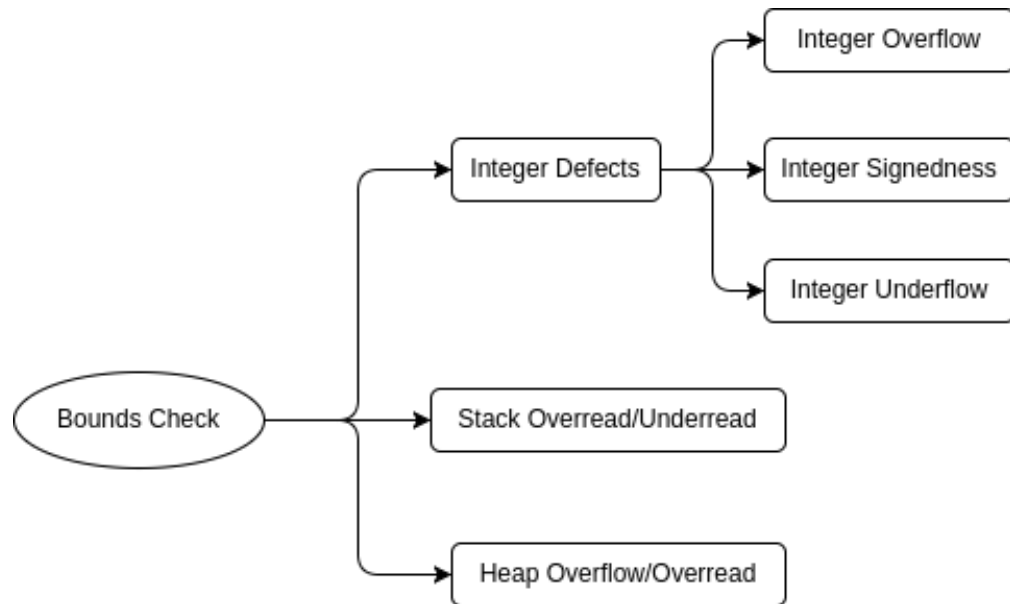 Integer Overflow
Integer Defects
Integer Signedness
Integer Underflow
Bounds Check
Stack Overread/Underread
Heap Overflow/Overread